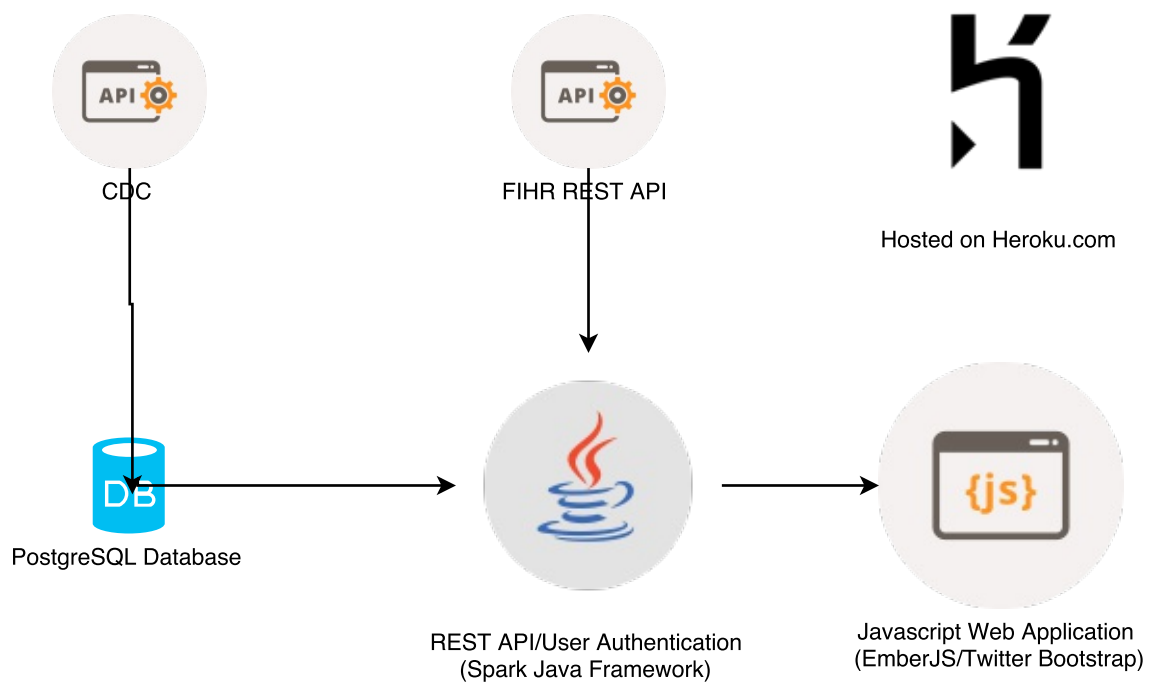 API
API
CDC
FIHR REST API
Hosted on Heroku.com
{js}
DB
PostgreSQL Database
REST API/User Authentication
(Spark Java Framework)
Javascript Web Application
(EmberJS/Twitter Bootstrap)